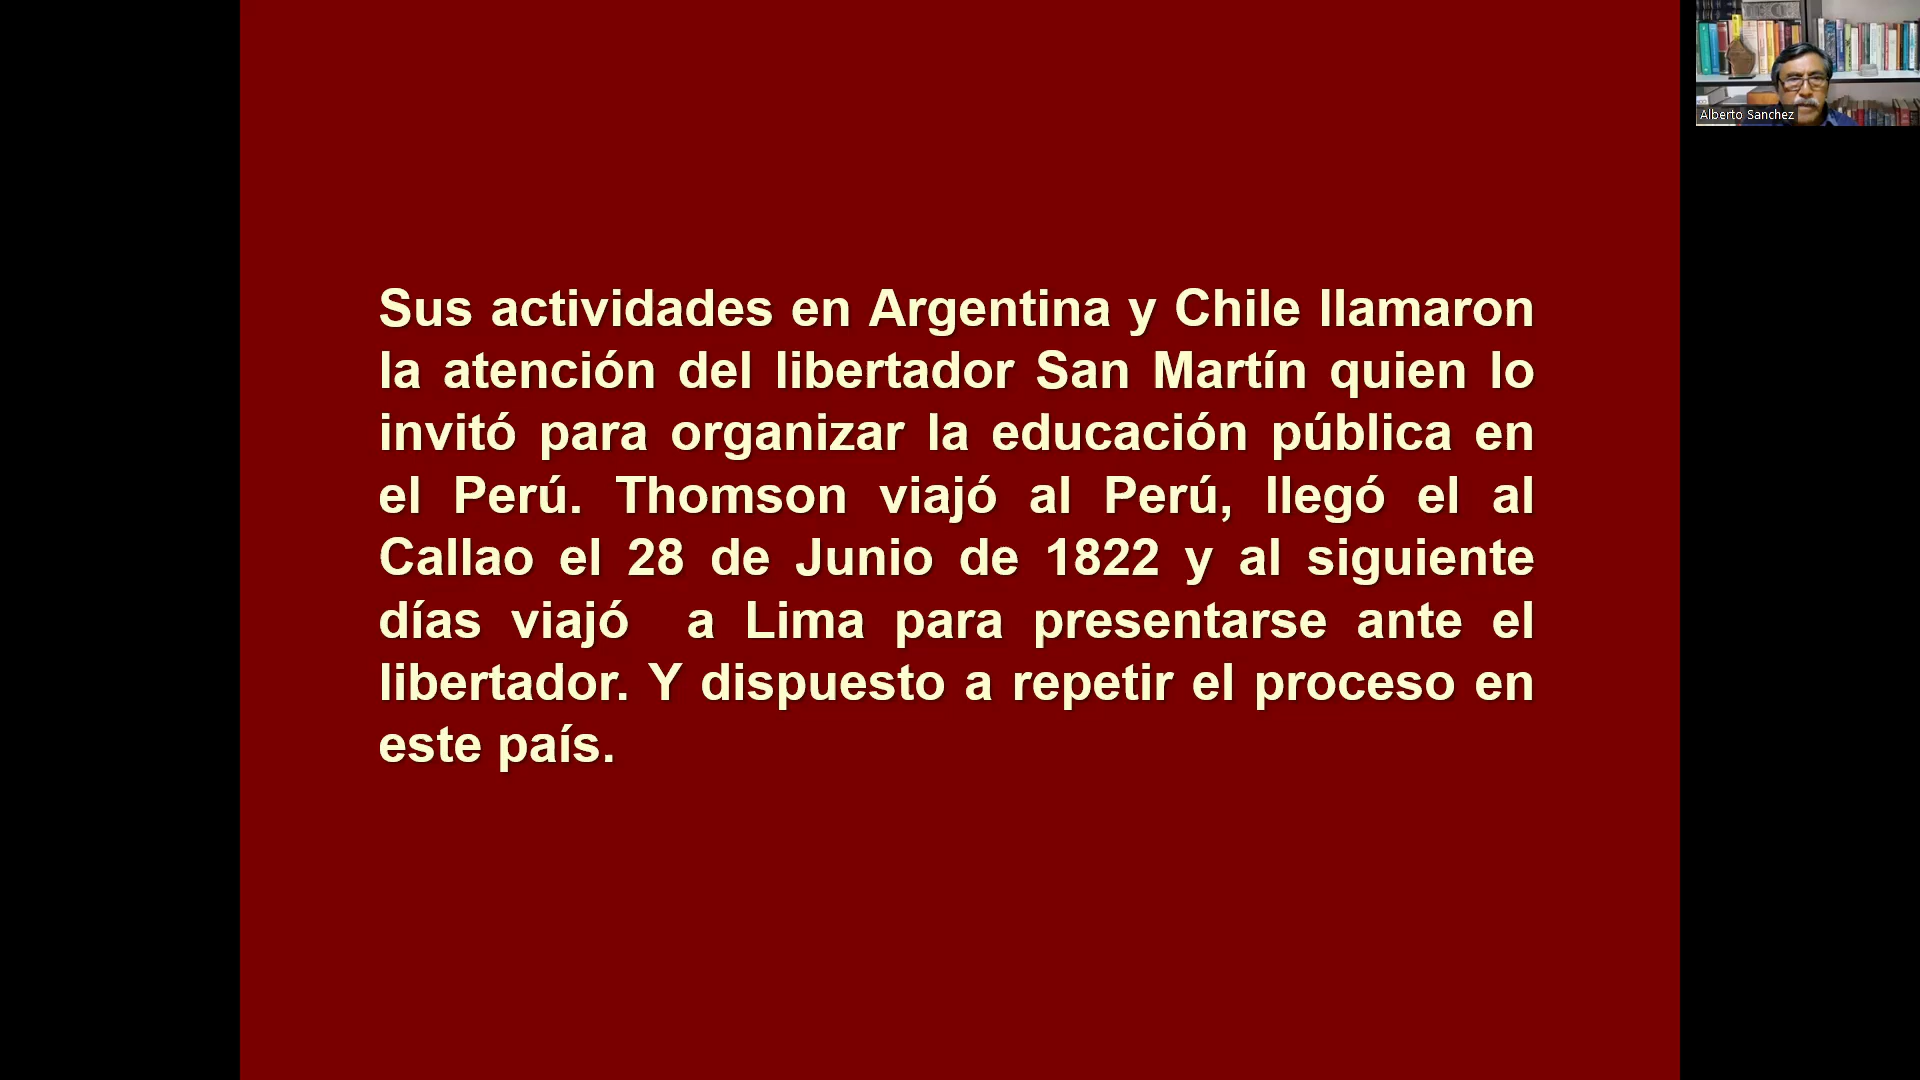 Sus actividades en Argentina y Chile llamaron
la atención del libertador San Martín quien lo
invitó para organizar la educación pública en
el Perú. Thomson viajó al Perú, llegó el al
Callao el 28 de Junio de 1822 y al siguiente
días viajó a Lima para presentarse ante el
libertador. Y dispuesto a repetir el proceso en
este país.
Alberto Sanchez